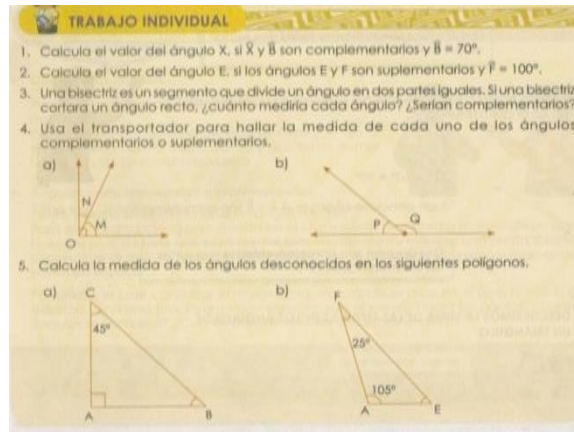 TRABAJO INDIVIDUAL
1. Calcula el valor del ángulo X, si X̂ y B̂ son complementarios y B̂ = 70°.
2. Calcula el valor del ángulo E, si los ángulos E y F son suplementarios y F̂ = 100°.
3. Una bisectriz es un segmento que divide un ángulo en dos partes iguales. Si una bisectriz
cortara un ángulo recto, ¿cuánto mediría cada ángulo? ¿Serían complementarios?
4. Usa el transportador para hallar la medida de cada uno de los ángulos
complementarios o suplementarios.
a) b)
N
M
O
P Q
5. Calcula la medida de los ángulos desconocidos en los siguientes polígonos.
a) C b) F
45°
25°
105°
A B A E